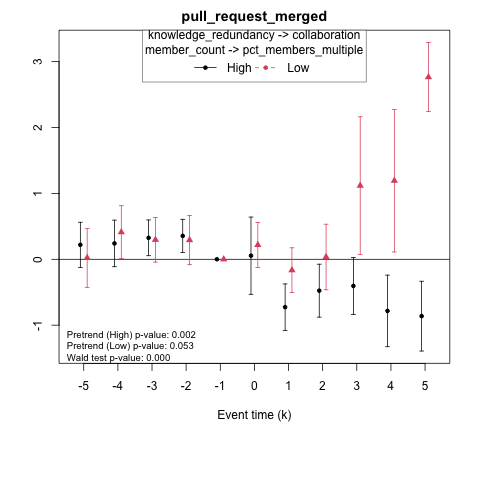 pull_request_merged
knowledge_redundancy -> collaboration
member_count -> pct_members_multiple
High Low
3
2
1
0
-1
Pretrend (High) p-value: 0.002
Pretrend (Low) p-value: 0.053
Wald test p-value: 0.000
-5 -4 -3 -2 -1 0 1 2 3 4 5
Event time (k)